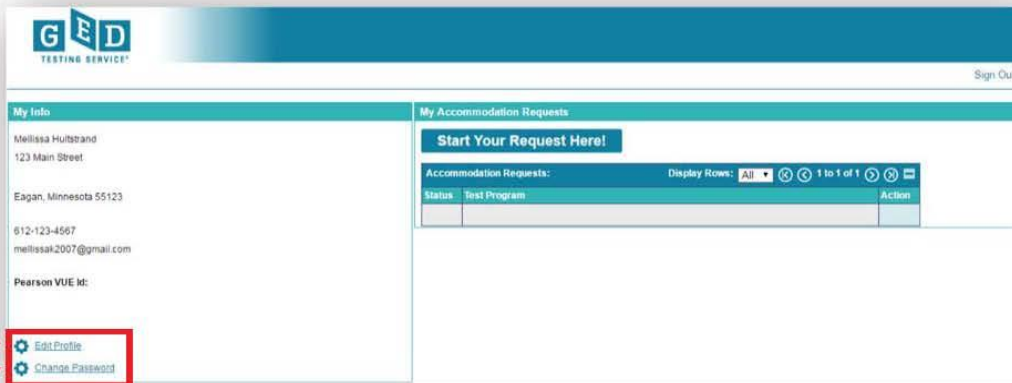 GED
TESTING SERVICE®
Sign Ou
My Info
Mellissa Hultstrand
123 Main Street
Eagan, Minnesota 55123
612-123-4567
mellissak2007@gmail.com
Pearson VUE Id:
Edit Profile
Change Password
My Accommodation Requests
Start Your Request Here!
Accommodation Requests: Display Rows: All 1 to 1 of 1
Status Test Program Action